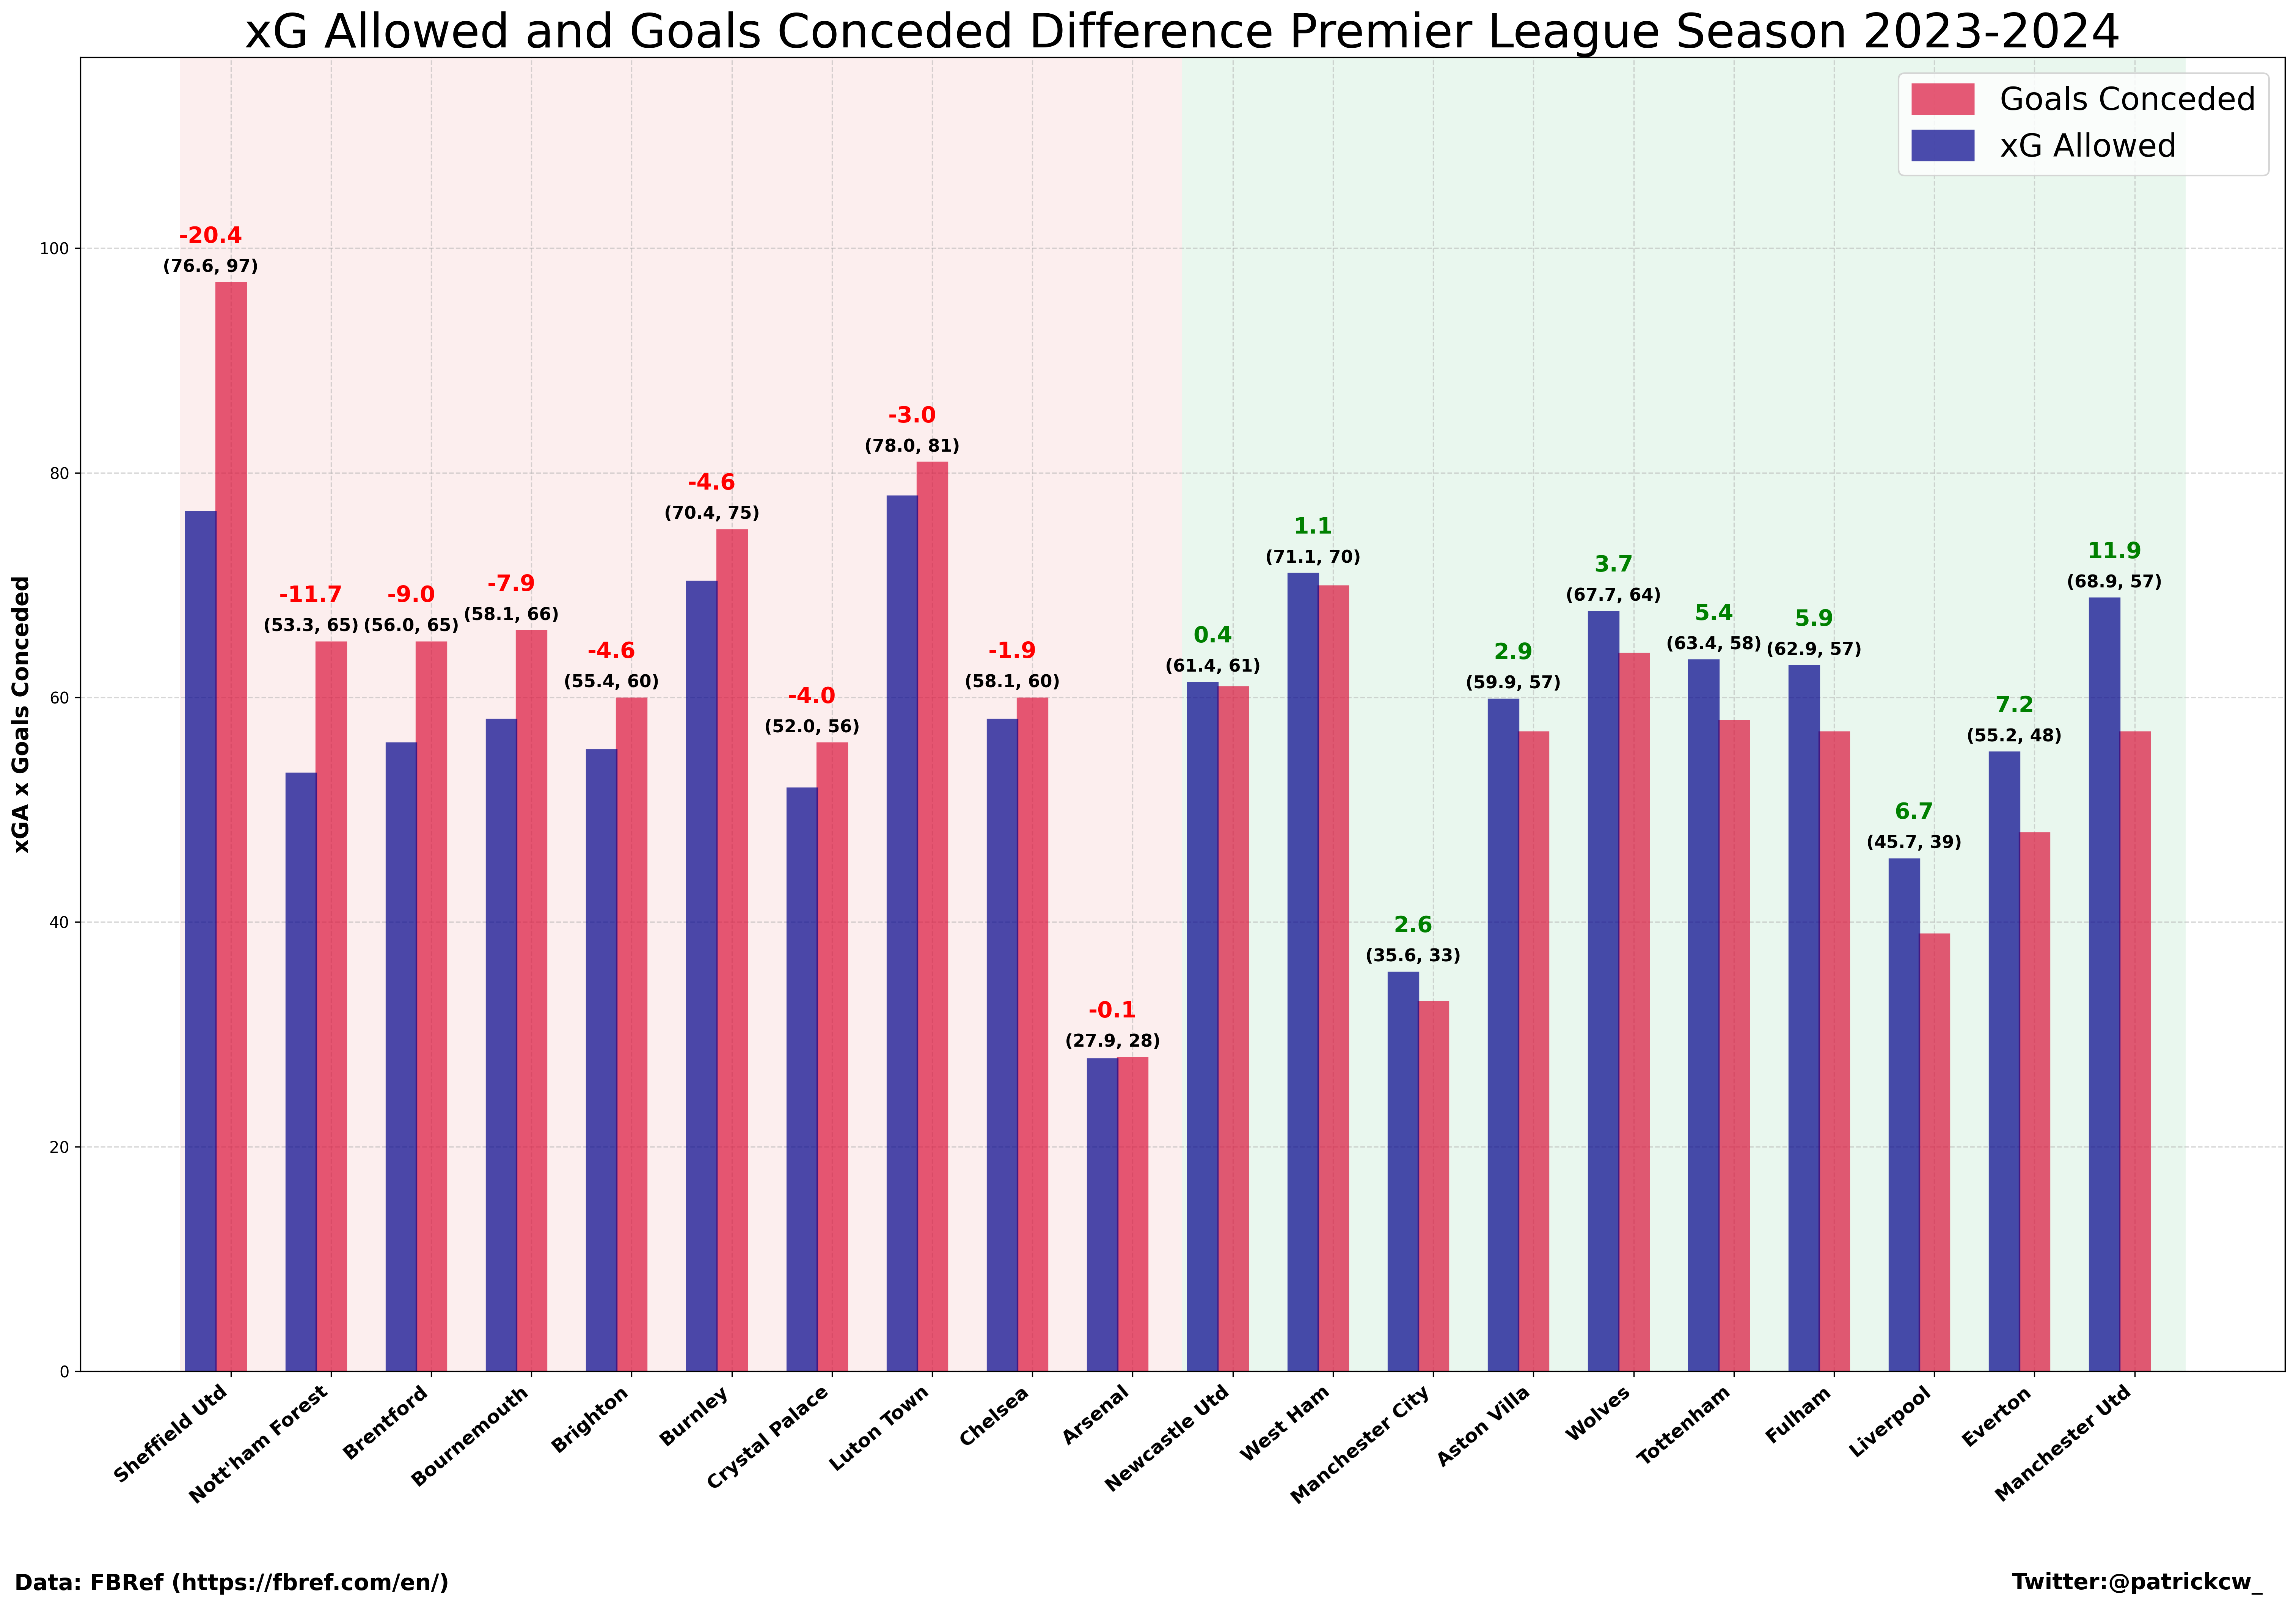 xG Allowed and Goals Conceded Difference Premier League Season 2023-2024
Goals Conceded
xG Allowed
xGA x Goals Conceded
100
80
60
40
20
0
-20.4
(76.6, 97)
-11.7
(53.3, 65)
-9.0
(56.0, 65)
-7.9
(58.1, 66)
-4.6
(55.4, 60)
-4.6
(70.4, 75)
-4.0
(52.0, 56)
-3.0
(78.0, 81)
-1.9
(58.1, 60)
-0.1
(27.9, 28)
0.4
(61.4, 61)
1.1
(71.1, 70)
2.6
(35.6, 33)
2.9
(59.9, 57)
3.7
(67.7, 64)
5.4
(63.4, 58)
5.9
(62.9, 57)
6.7
(45.7, 39)
7.2
(55.2, 48)
11.9
(68.9, 57)
Sheffield Utd
Nott'ham Forest
Brentford
Bournemouth
Brighton
Burnley
Crystal Palace
Luton Town
Chelsea
Arsenal
Newcastle Utd
West Ham
Manchester City
Aston Villa
Wolves
Tottenham
Fulham
Liverpool
Everton
Manchester Utd
Data: FBRef (https://fbref.com/en/)
Twitter:@patrickcw_